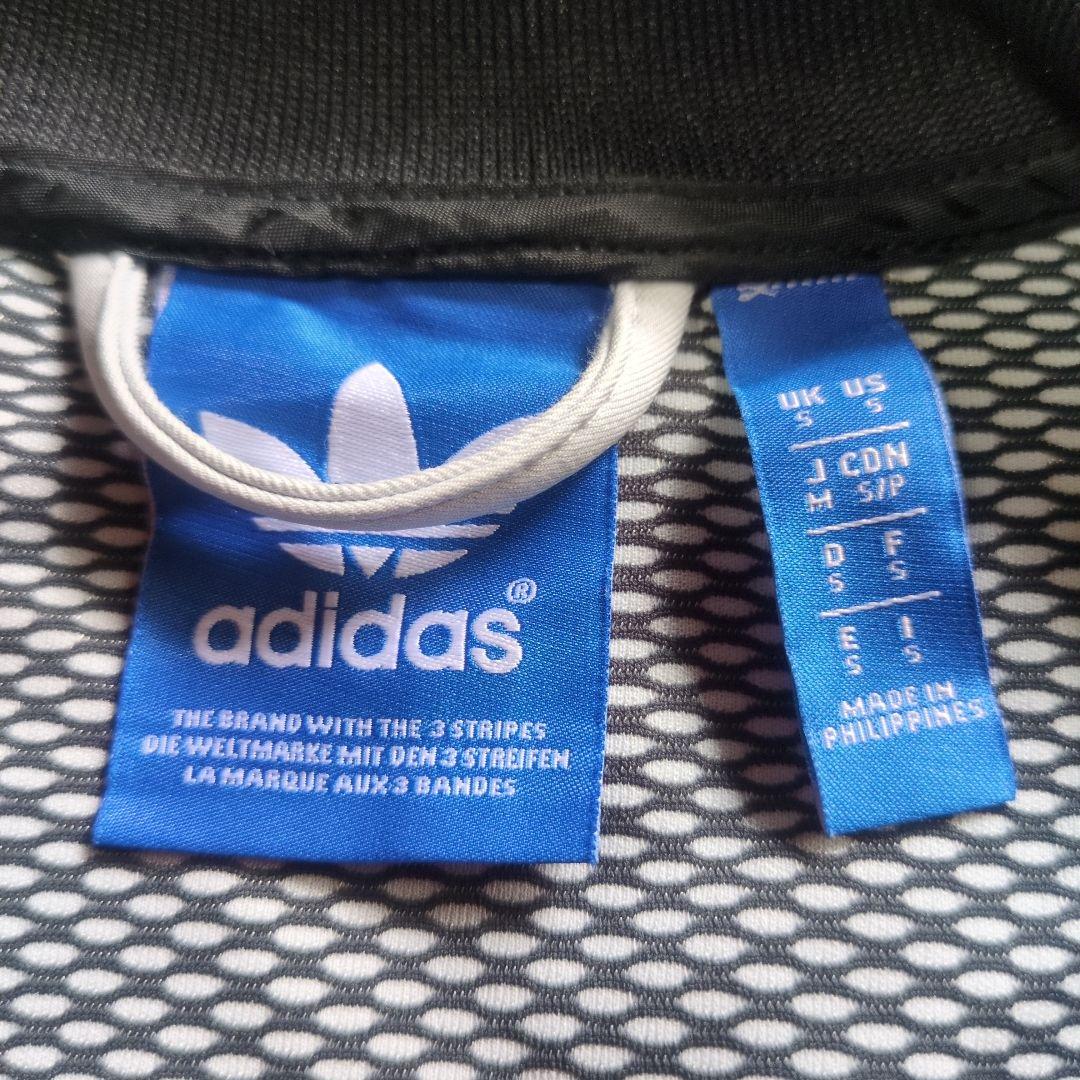 adidas®
THE BRAND WITH THE 3 STRIPES
DIE WELTMARKE MIT DEN 3 STREIFEN
LA MARQUE AUX 3 BANDES
UK US
S S
J CDN
M S/P
D F
S S
E I
S S
MADE IN
PHILIPPINES